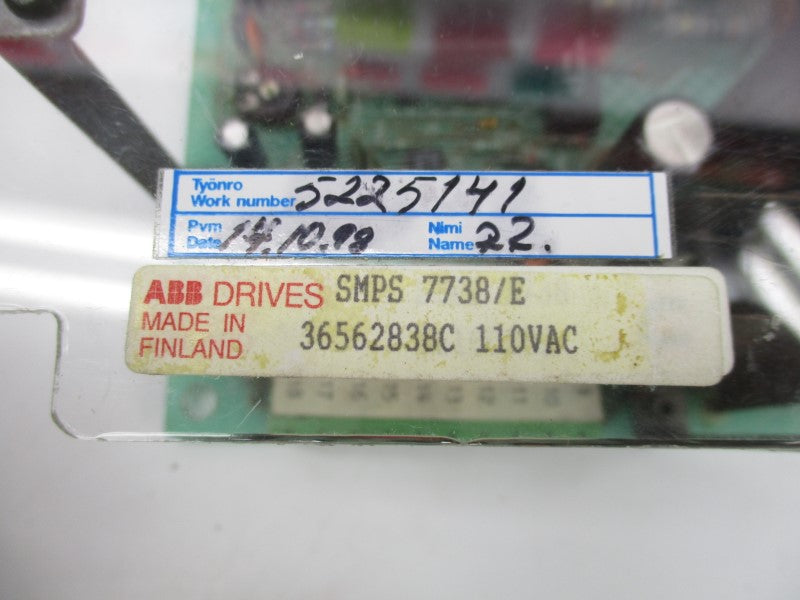 Työnro
Work number 5225141
Pvm
Date 14.10.98
Nimi
Name 22.
ABB DRIVES SMPS 7738/E
MADE IN
FINLAND 36562838C 110VAC